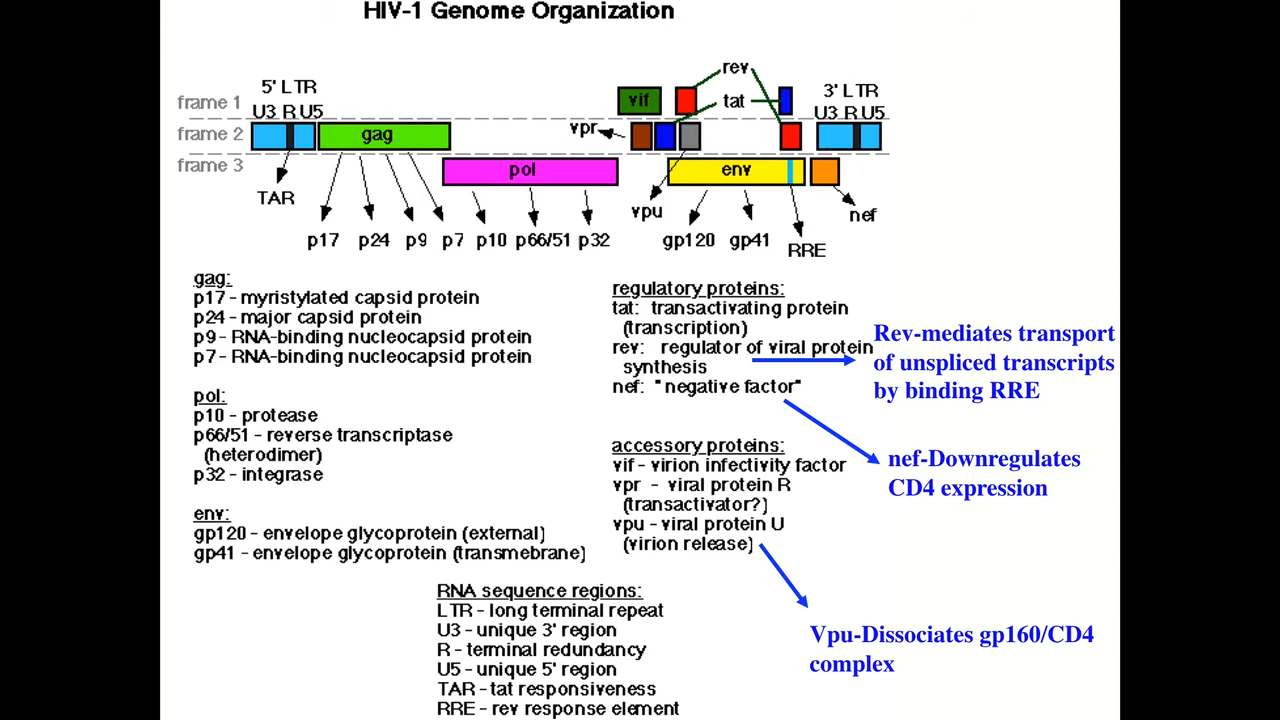 HIV-1 Genome Organization
rev
5' LTR
3' LTR
frame 1
vif
tat
U3 R U5
U3 R U5
frame 2
gag
vpr
frame 3
pol
env
TAR
vpu
nef
p17 p24 p9 p7 p10 p66/51 p32
gp120 gp41
RRE
gag:
p17 - myristylated capsid protein
p24 - major capsid protein
p9 - RNA-binding nucleocapsid protein
p7 - RNA-binding nucleocapsid protein
pol:
p10 - protease
p66/51 - reverse transcriptase
(heterodimer)
p32 - integrase
env:
gp120 - envelope glycoprotein (external)
gp41 - envelope glycoprotein (transmebrane)
regulatory proteins:
tat: transactivating protein
(transcription)
rev: regulator of viral protein
synthesis
nef: "negative factor"
accessory proteins:
vif - virion infectivity factor
vpr - viral protein R
(transactivator?)
vpu - viral protein U
(virion release)
Rev-mediates transport
of unspliced transcripts
by binding RRE
nef-Downregulates
CD4 expression
Vpu-Dissociates gp160/CD4
complex
RNA sequence regions:
LTR - long terminal repeat
U3 - unique 3' region
R - terminal redundancy
U5 - unique 5' region
TAR - tat responsiveness
RRE - rev response element